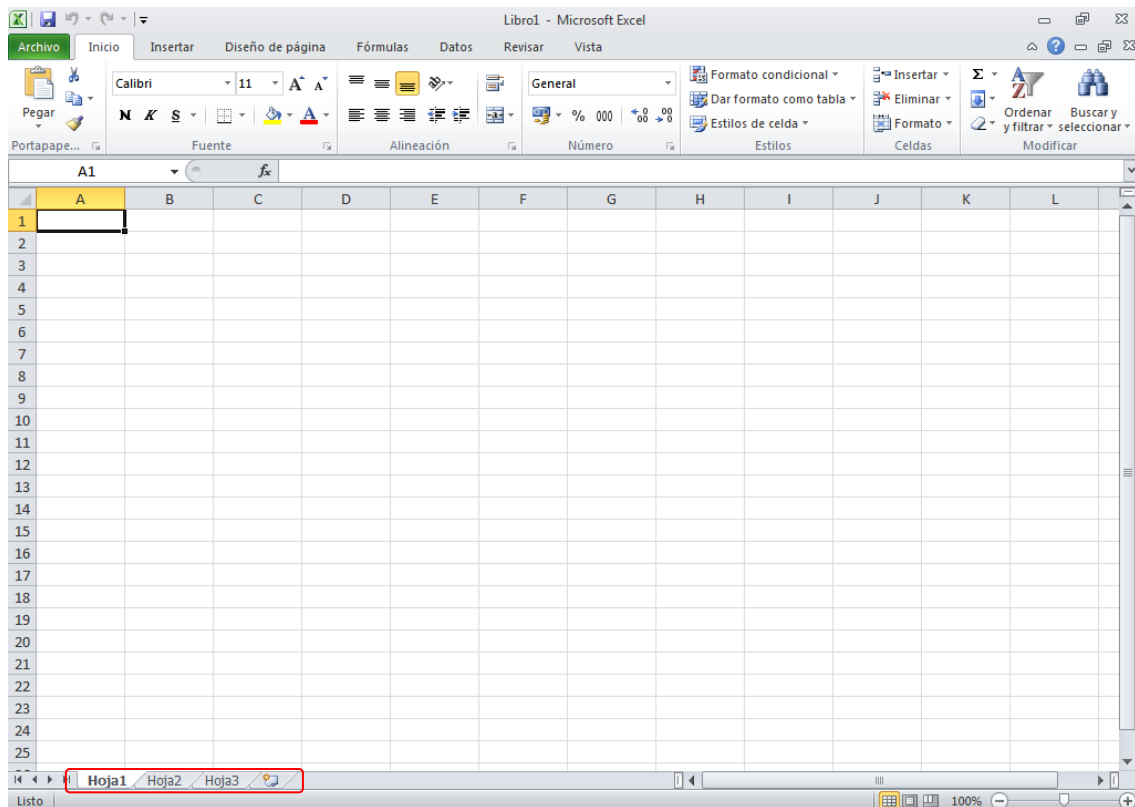 Libro1 - Microsoft Excel
Archivo Inicio Insertar Diseño de página Fórmulas Datos Revisar Vista
Pegar
Portapape...
Calibri 11 A A
N K S A
Fuente
Alineación
General
% 000
Número
Formato condicional
Dar formato como tabla
Estilos de celda
Estilos
Insertar
Eliminar
Formato
Celdas
Σ
Ordenar y filtrar
Buscar y seleccionar
Modificar
A1 fx
A B C D E F G H I J K L
1
2
3
4
5
6
7
8
9
10
11
12
13
14
15
16
17
18
19
20
21
22
23
24
25
Hoja1 Hoja2 Hoja3
Listo 100%